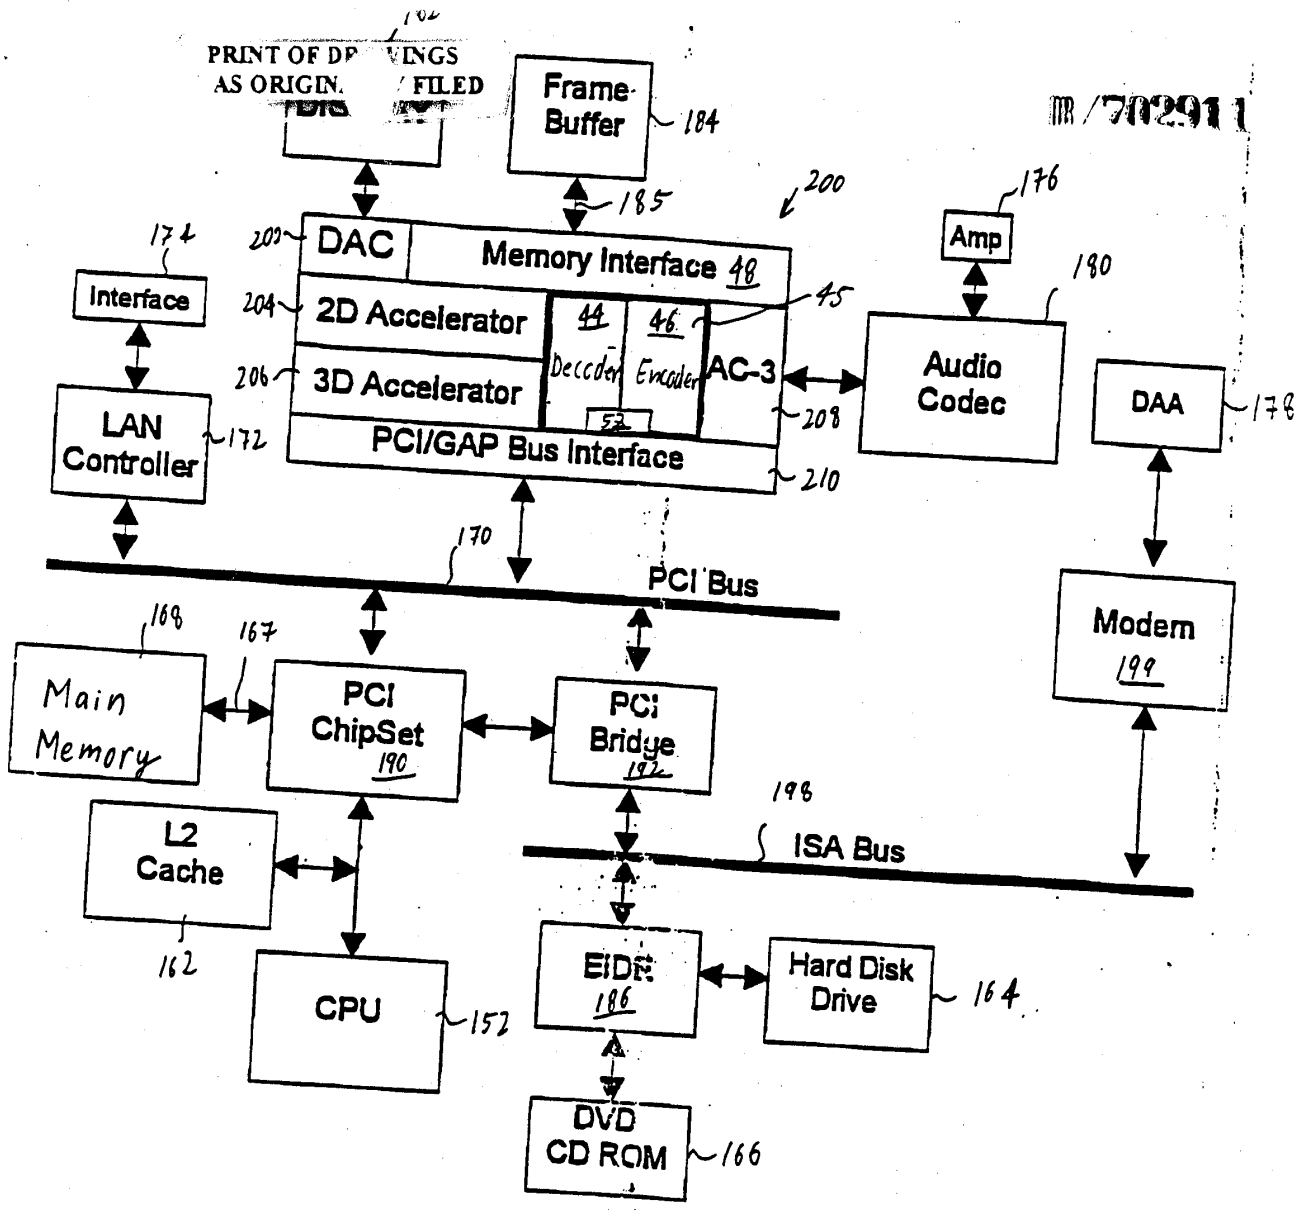 PRINT OF DR
INGS
AS ORIGIN
FILED
Frame
Buffer
184
/702911
185
200
176
Amp
180
174
Interface
DAC
Memory Interface 48
204
2D Accelerator
44
46
45
Decoder
Encoder
AC-3
206
3D Accelerator
52
208
Audio
Codec
DAA
178
LAN
Controller
172
PCI/GAP Bus Interface
210
170
PCI Bus
168
167
Main
Memory
PCI
ChipSet
190
PCI
Bridge
192
Modem
199
198
ISA Bus
L2
Cache
162
CPU
152
EIDE
186
Hard Disk
Drive
164
DVD
CD ROM
166